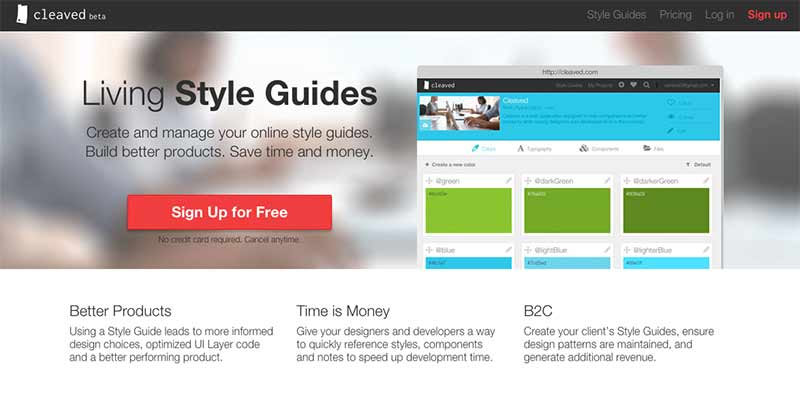 cleaved beta
Style Guides Pricing Log in Sign up
Living Style Guides
Create and manage your online style guides.
Build better products. Save time and money.
Sign Up for Free
No credit card required. Cancel anytime.
http://cleaved.com
cleaved
Style Guides My Projects
Cleaved
Colors Typography Components Files
+ Create a new color Default
@green @darkGreen @darkerGreen
@blue @lightBlue @lighterBlue
Better Products
Using a Style Guide leads to more informed
design choices, optimized UI Layer code
and a better performing product.
Time is Money
Give your designers and developers a way
to quickly reference styles, components
and notes to speed up development time.
B2C
Create your client's Style Guides, ensure
design patterns are maintained, and
generate additional revenue.